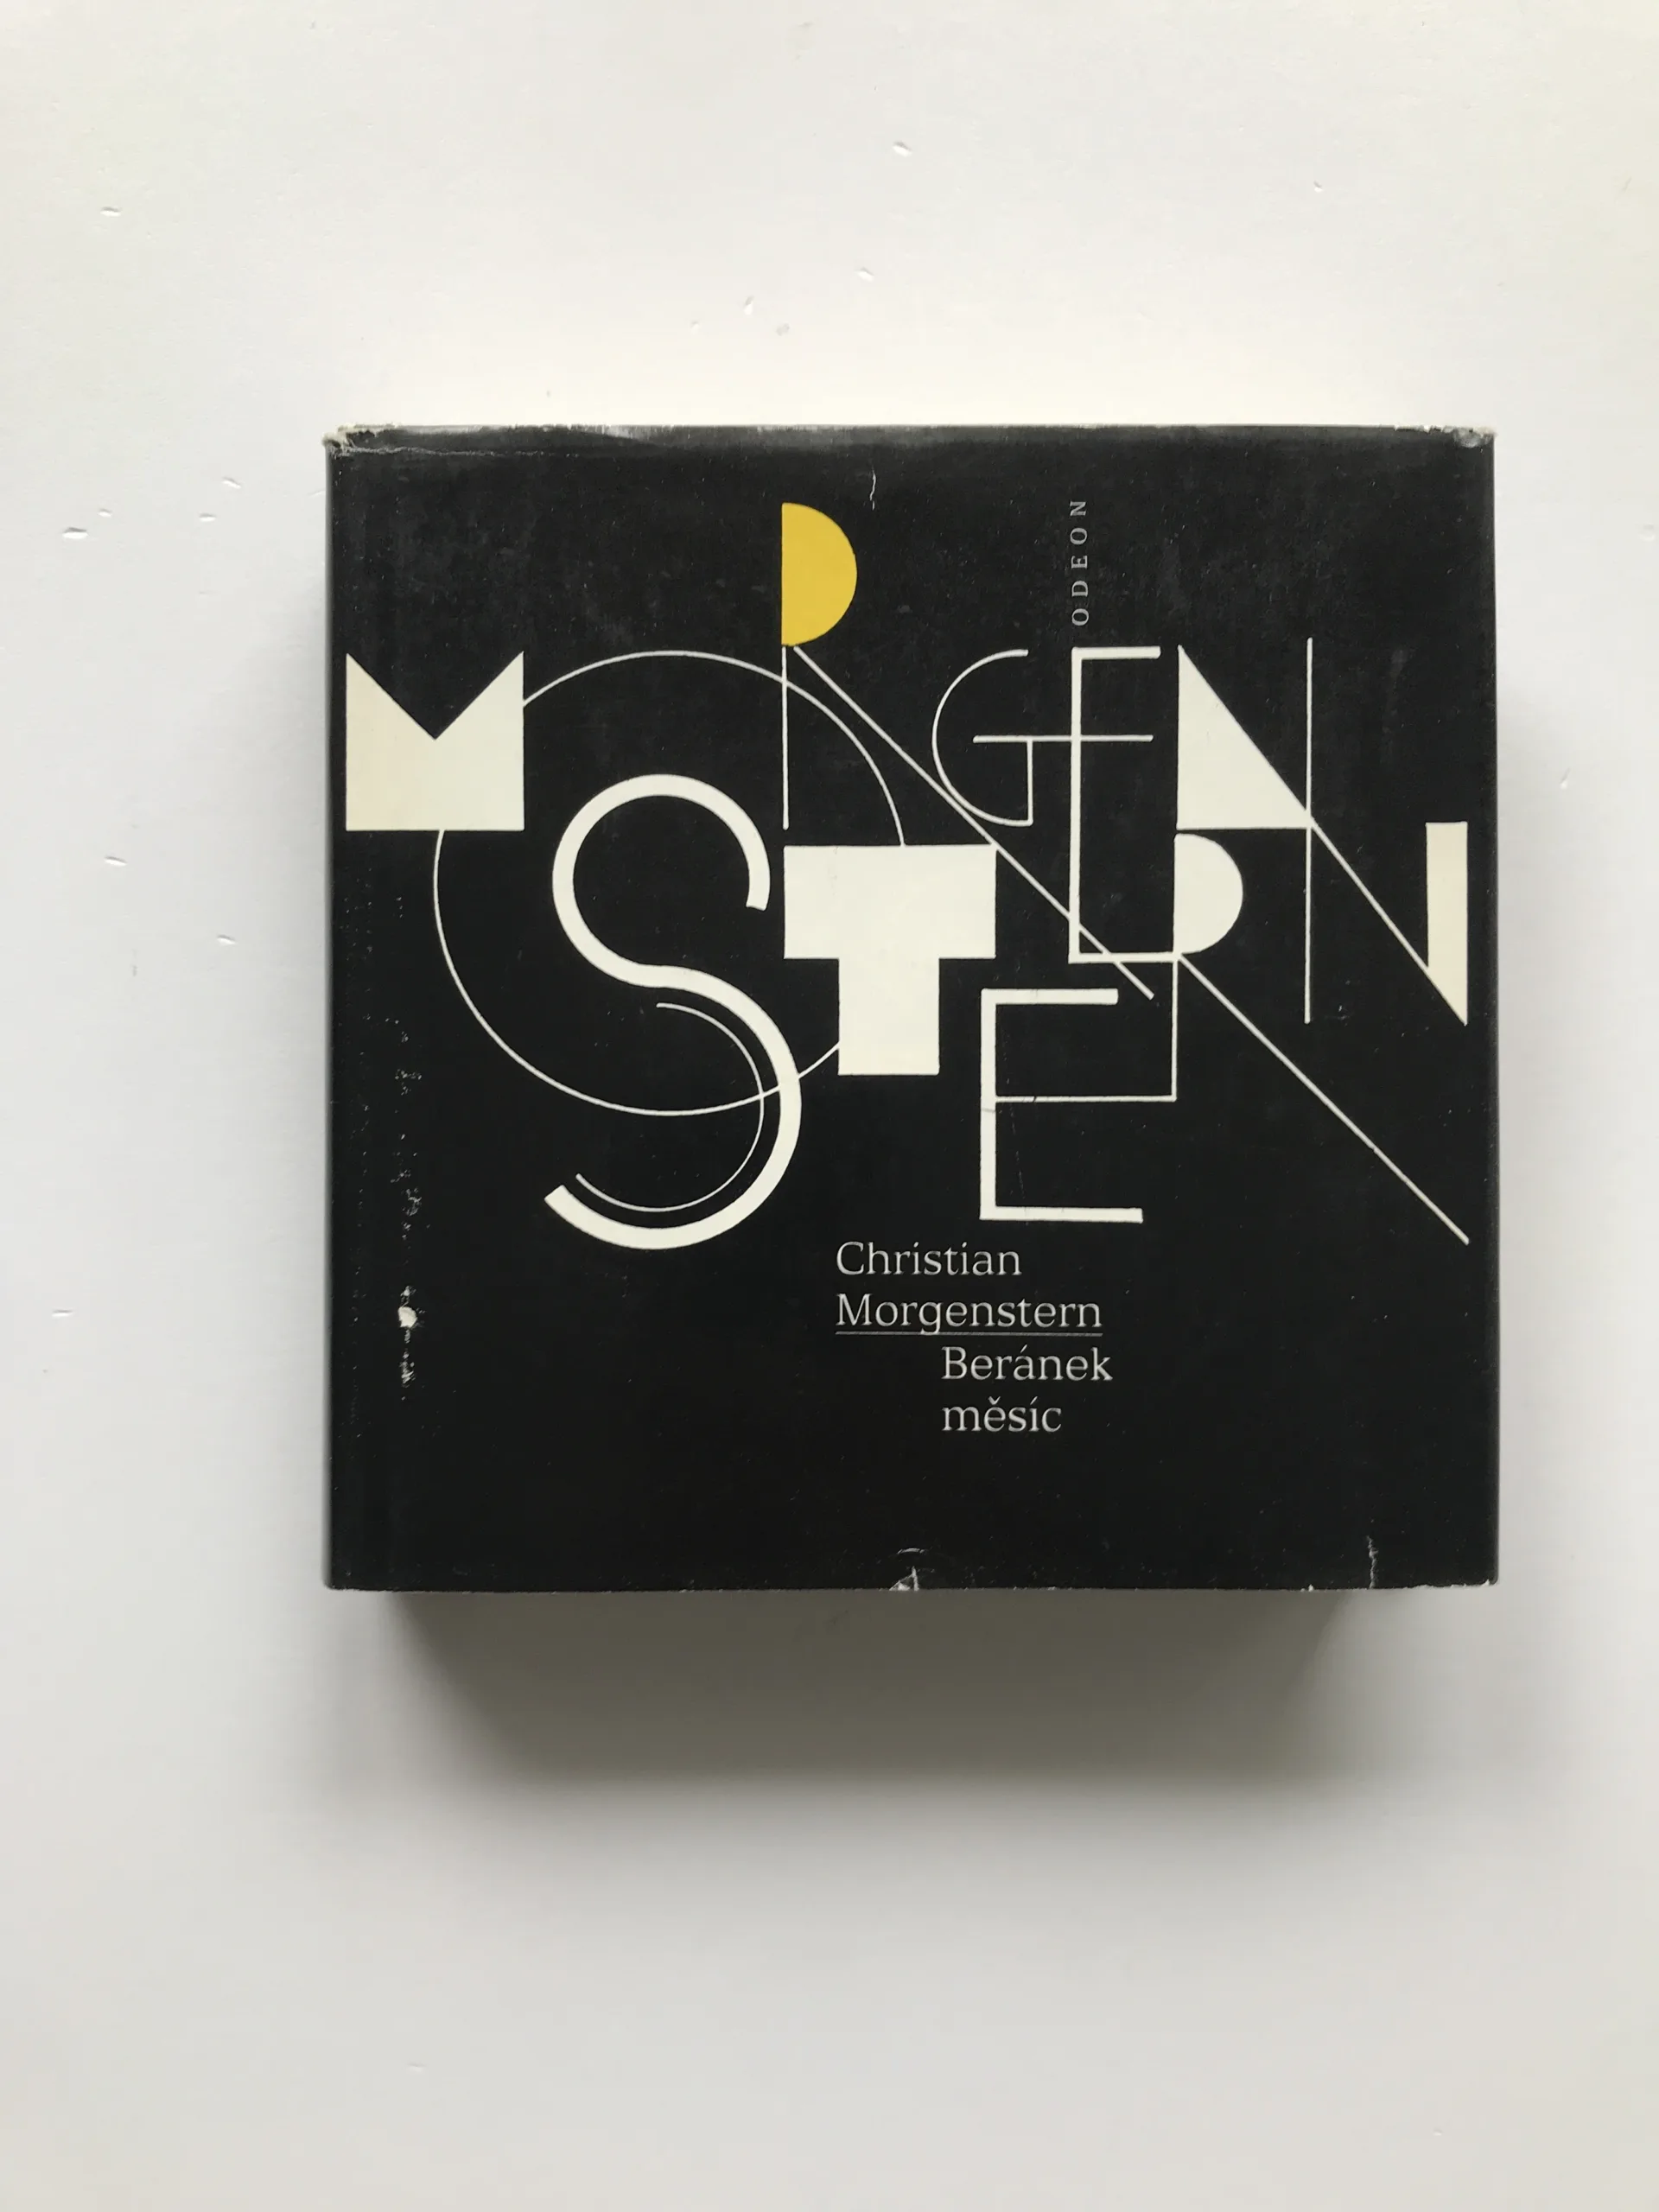 ODEON
MORGEN
STERN
Christian
Morgenstern
Beránek
měsíc